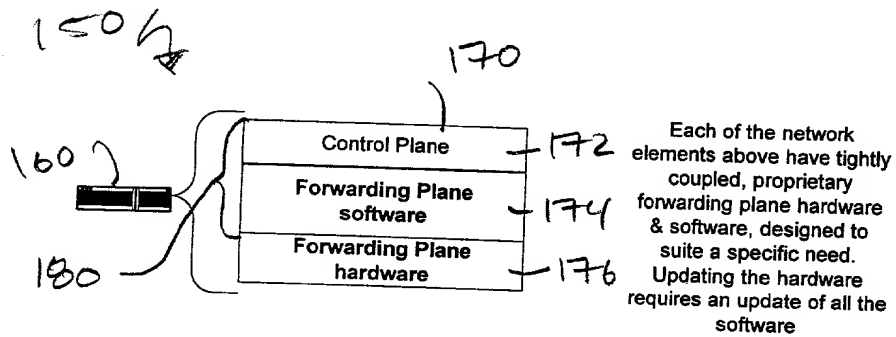 150
170
160
Control Plane
172
Forwarding Plane
software
174
Forwarding Plane
hardware
176
180
Each of the network
elements above have tightly
coupled, proprietary
forwarding plane hardware
& software, designed to
suite a specific need.
Updating the hardware
requires an update of all the
software